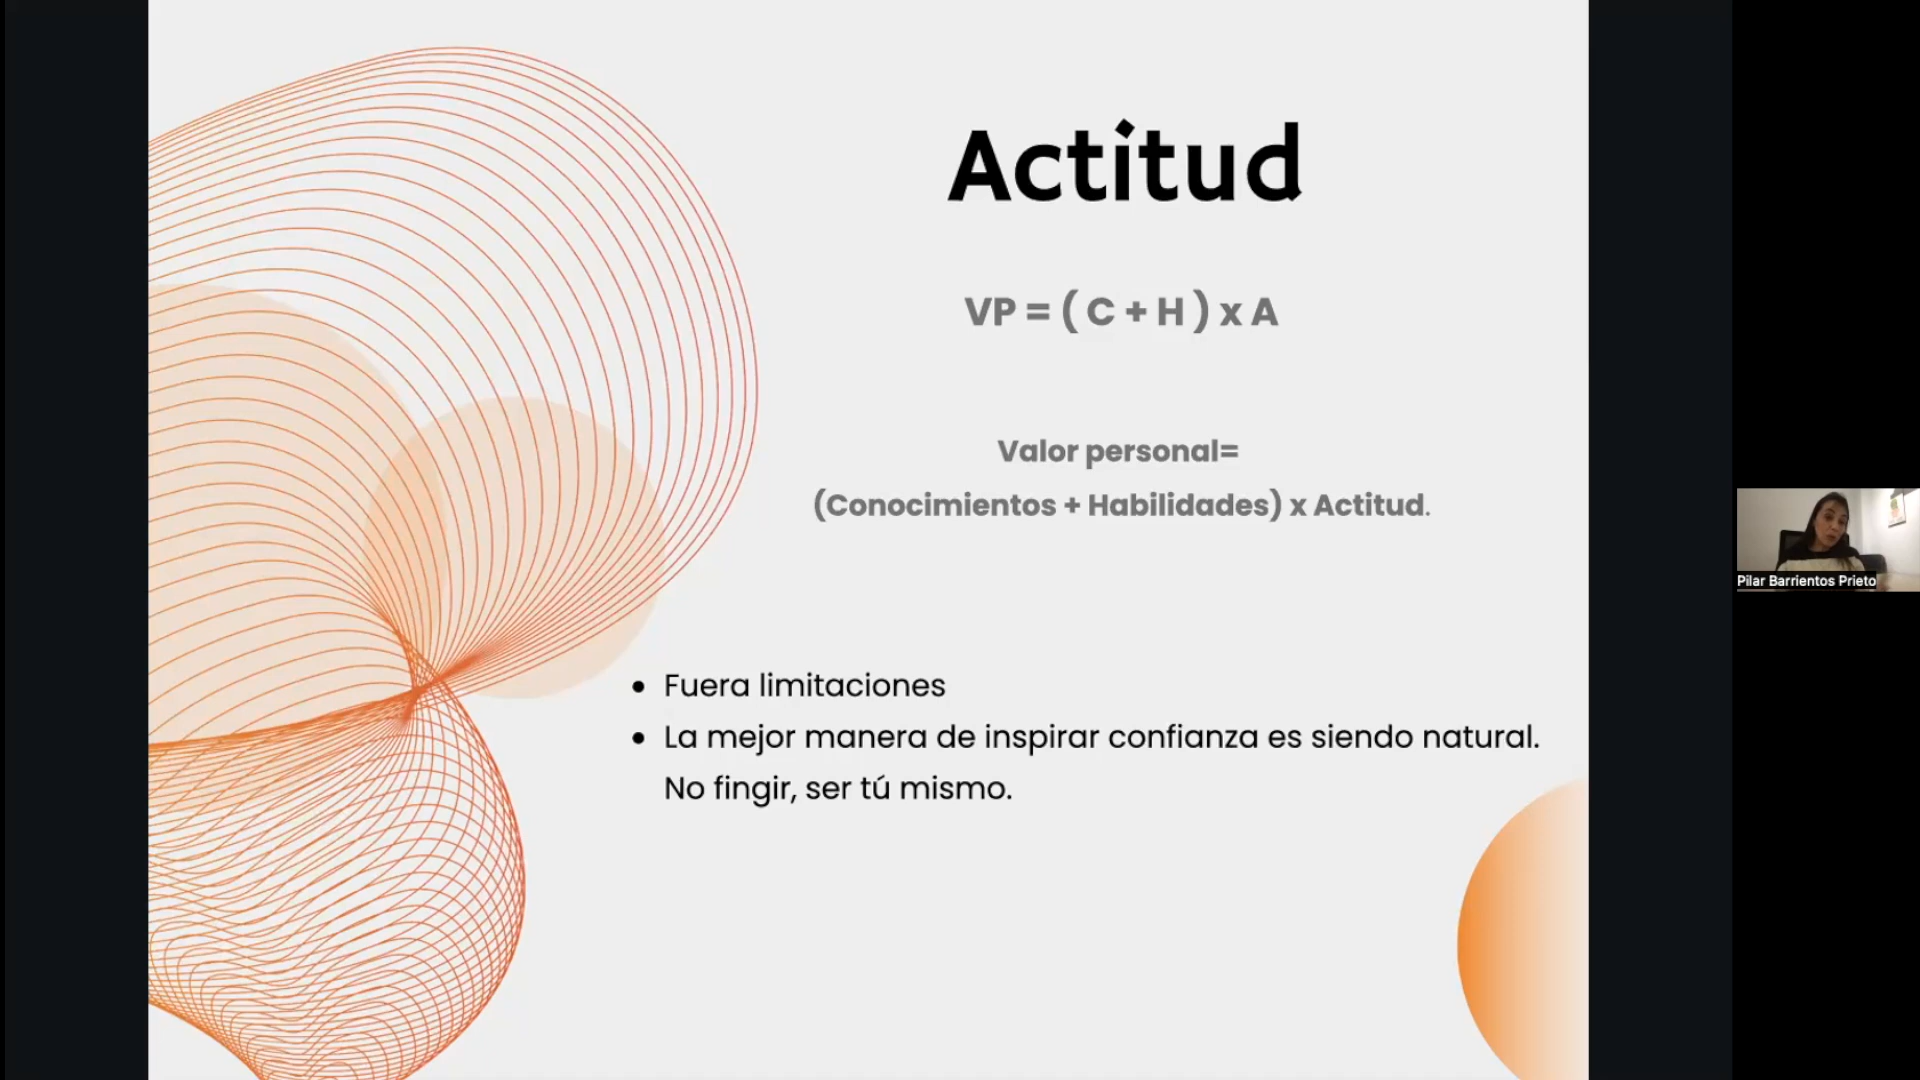 Actitud
VP = ( C + H ) x A
Valor personal=
(Conocimientos + Habilidades) x Actitud.
• Fuera limitaciones
• La mejor manera de inspirar confianza es siendo natural.
No fingir, ser tú mismo.
Pilar Barrientos Prieto